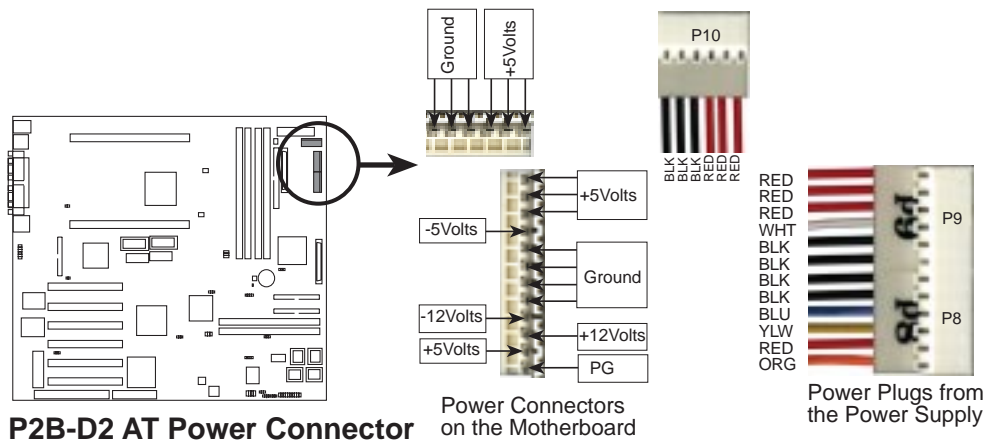 Ground
+5Volts
P10
BLK
BLK
BLK
RED
RED
RED
+5Volts
-5Volts
Ground
-12Volts
+12Volts
+5Volts
PG
RED
RED
RED
WHT
BLK
BLK
BLK
BLK
BLU
YLW
RED
ORG
P9
P9
P8
P8
P2B-D2 AT Power Connector
Power Connectors
on the Motherboard
Power Plugs from
the Power Supply